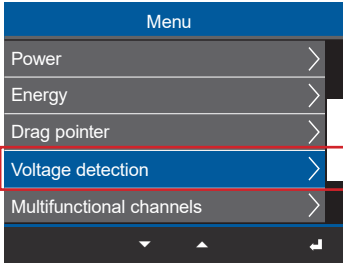 Menu
Power
Energy
Drag pointer
Voltage detection
Multifunctional channels